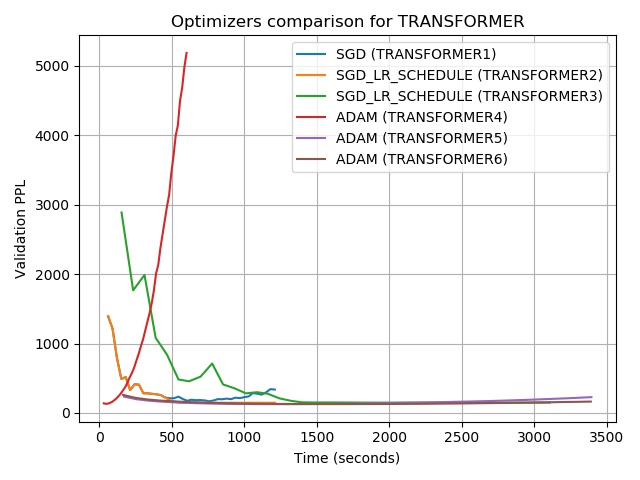 Optimizers comparison for TRANSFORMER
SGD (TRANSFORMER1)
SGD_LR_SCHEDULE (TRANSFORMER2)
SGD_LR_SCHEDULE (TRANSFORMER3)
ADAM (TRANSFORMER4)
ADAM (TRANSFORMER5)
ADAM (TRANSFORMER6)
Validation PPL
5000
4000
3000
2000
1000
0
0 500 1000 1500 2000 2500 3000 3500
Time (seconds)